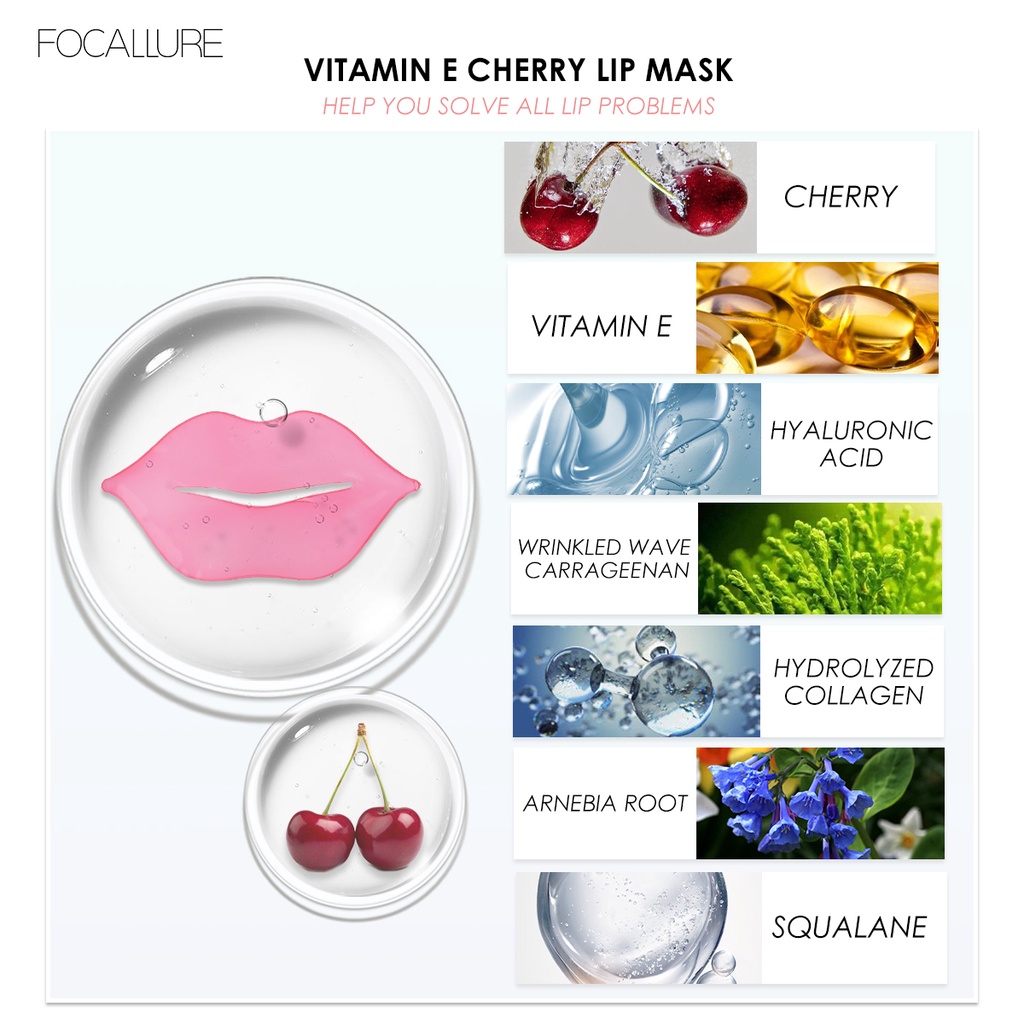 FOCALLURE
VITAMIN E CHERRY LIP MASK
HELP YOU SOLVE ALL LIP PROBLEMS
CHERRY
VITAMIN E
HYALURONIC
ACID
WRINKLED WAVE
CARRAGEENAN
HYDROLYZED
COLLAGEN
ARNEBIA ROOT
SQUALANE